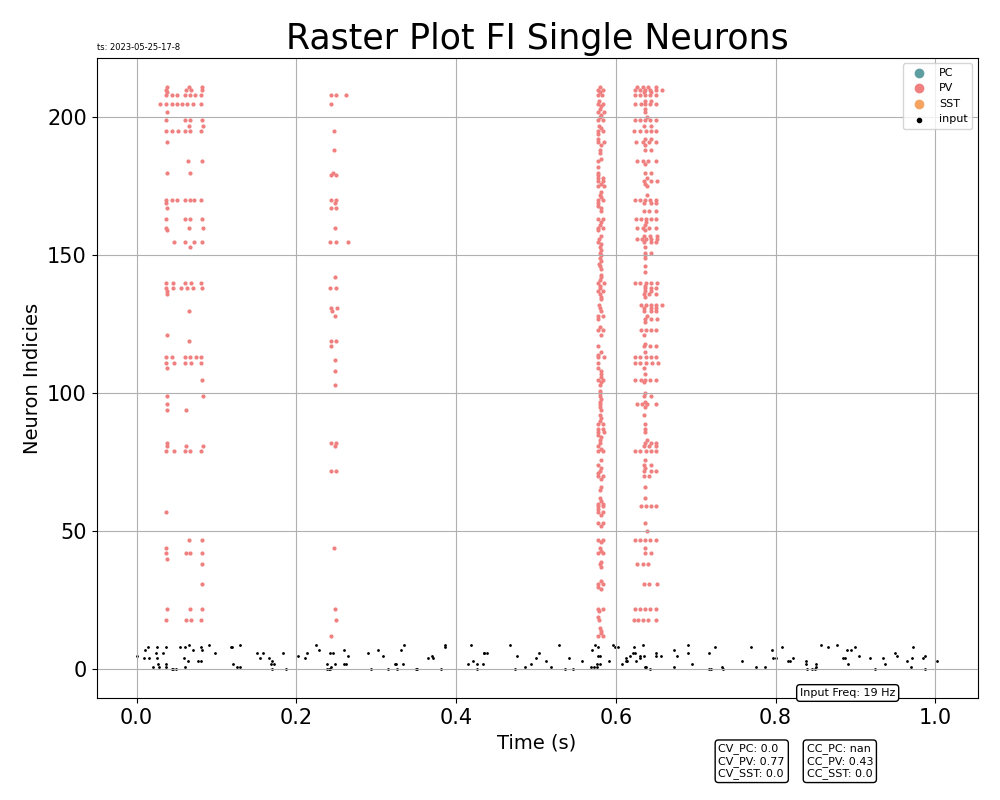 Raster Plot FI Single Neurons
ts: 2023-05-25-17-8
PC
PV
SST
input
200
150
100
50
0
Neuron Indicies
0.0 0.2 0.4 0.6 0.8 1.0
Time (s)
Input Freq: 19 Hz
CV_PC: 0.0
CV_PV: 0.77
CV_SST: 0.0
CC_PC: nan
CC_PV: 0.43
CC_SST: 0.0